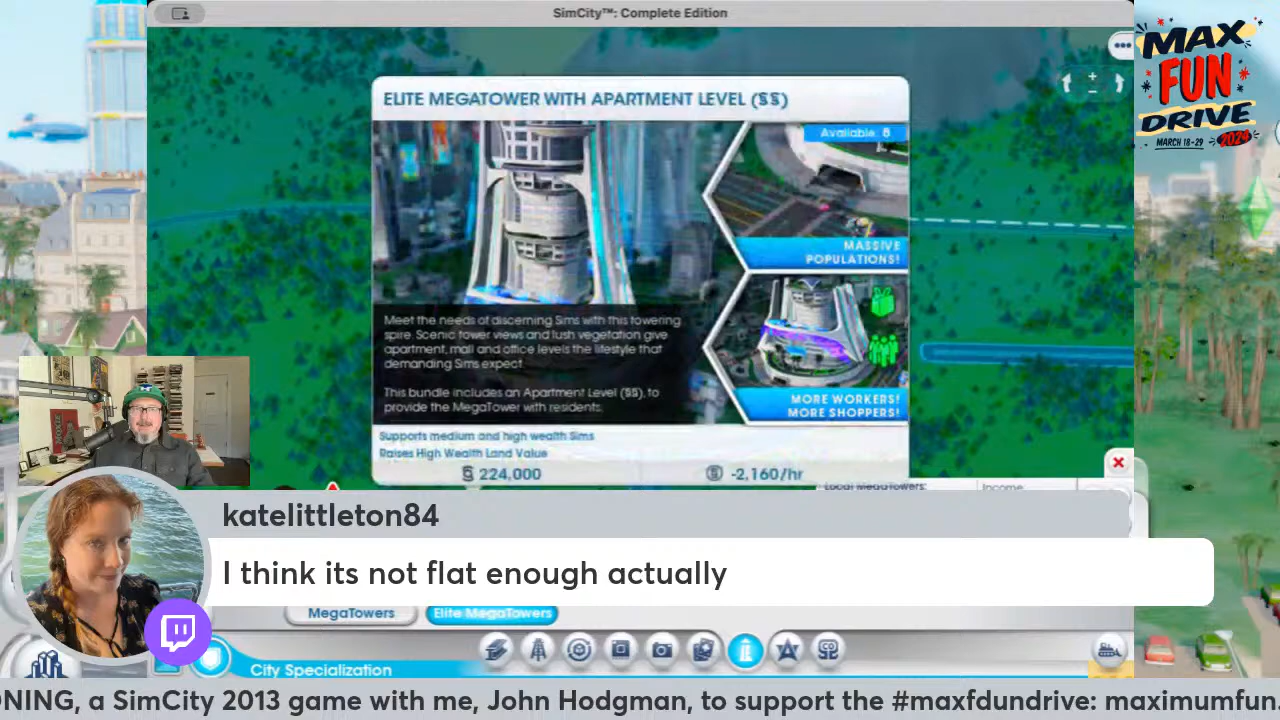 SimCity™: Complete Edition
MAX
FUN
DRIVE
MARCH 18-29
2024
ELITE MEGATOWER WITH APARTMENT LEVEL (§§)
Available: 8
MASSIVE
POPULATIONS!
Meet the needs of discerning Sims with this towering
spire. Scenic tower views and lush vegetation give
apartment, mall and office levels the lifestyle that
demanding Sims expect.
This bundle includes an Apartment Level (§§), to
provide the MegaTower with residents.
MORE WORKERS!
MORE SHOPPERS!
Supports medium and high wealth Sims
Raises High Wealth Land Value
224,000
-2,160/hr
Local MegaTowers:
Income:
katelittleton84
I think its not flat enough actually
MegaTowers
Elite MegaTowers
City Specialization
ONING, a SimCity 2013 game with me, John Hodgman, to support the #maxfdundrive: maximumfun.